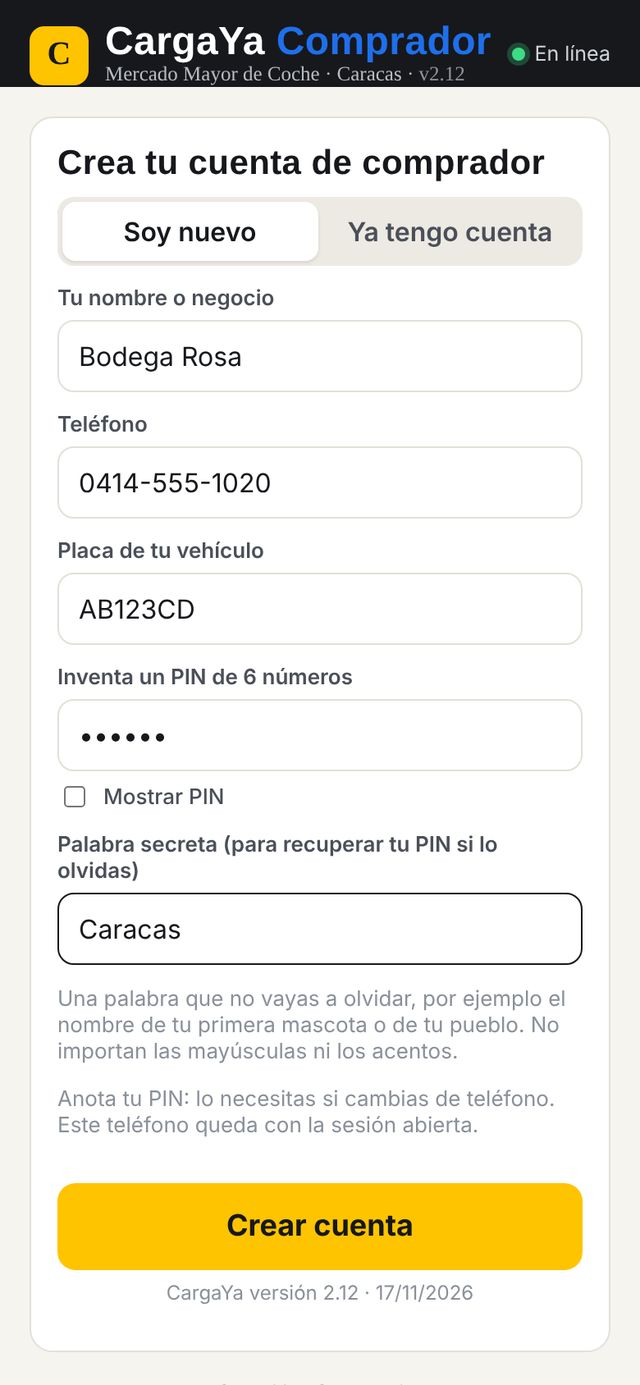 C
CargaYa Comprador
Mercado Mayor de Coche · Caracas · v2.12
En línea
Crea tu cuenta de comprador
Soy nuevo
Ya tengo cuenta
Tu nombre o negocio
Bodega Rosa
Teléfono
0414-555-1020
Placa de tu vehículo
AB123CD
Inventa un PIN de 6 números
••••••
Mostrar PIN
Palabra secreta (para recuperar tu PIN si lo
olvidas)
Caracas
Una palabra que no vayas a olvidar, por ejemplo el
nombre de tu primera mascota o de tu pueblo. No
importan las mayúsculas ni los acentos.
Anota tu PIN: lo necesitas si cambias de teléfono.
Este teléfono queda con la sesión abierta.
Crear cuenta
CargaYa versión 2.12 · 17/11/2026